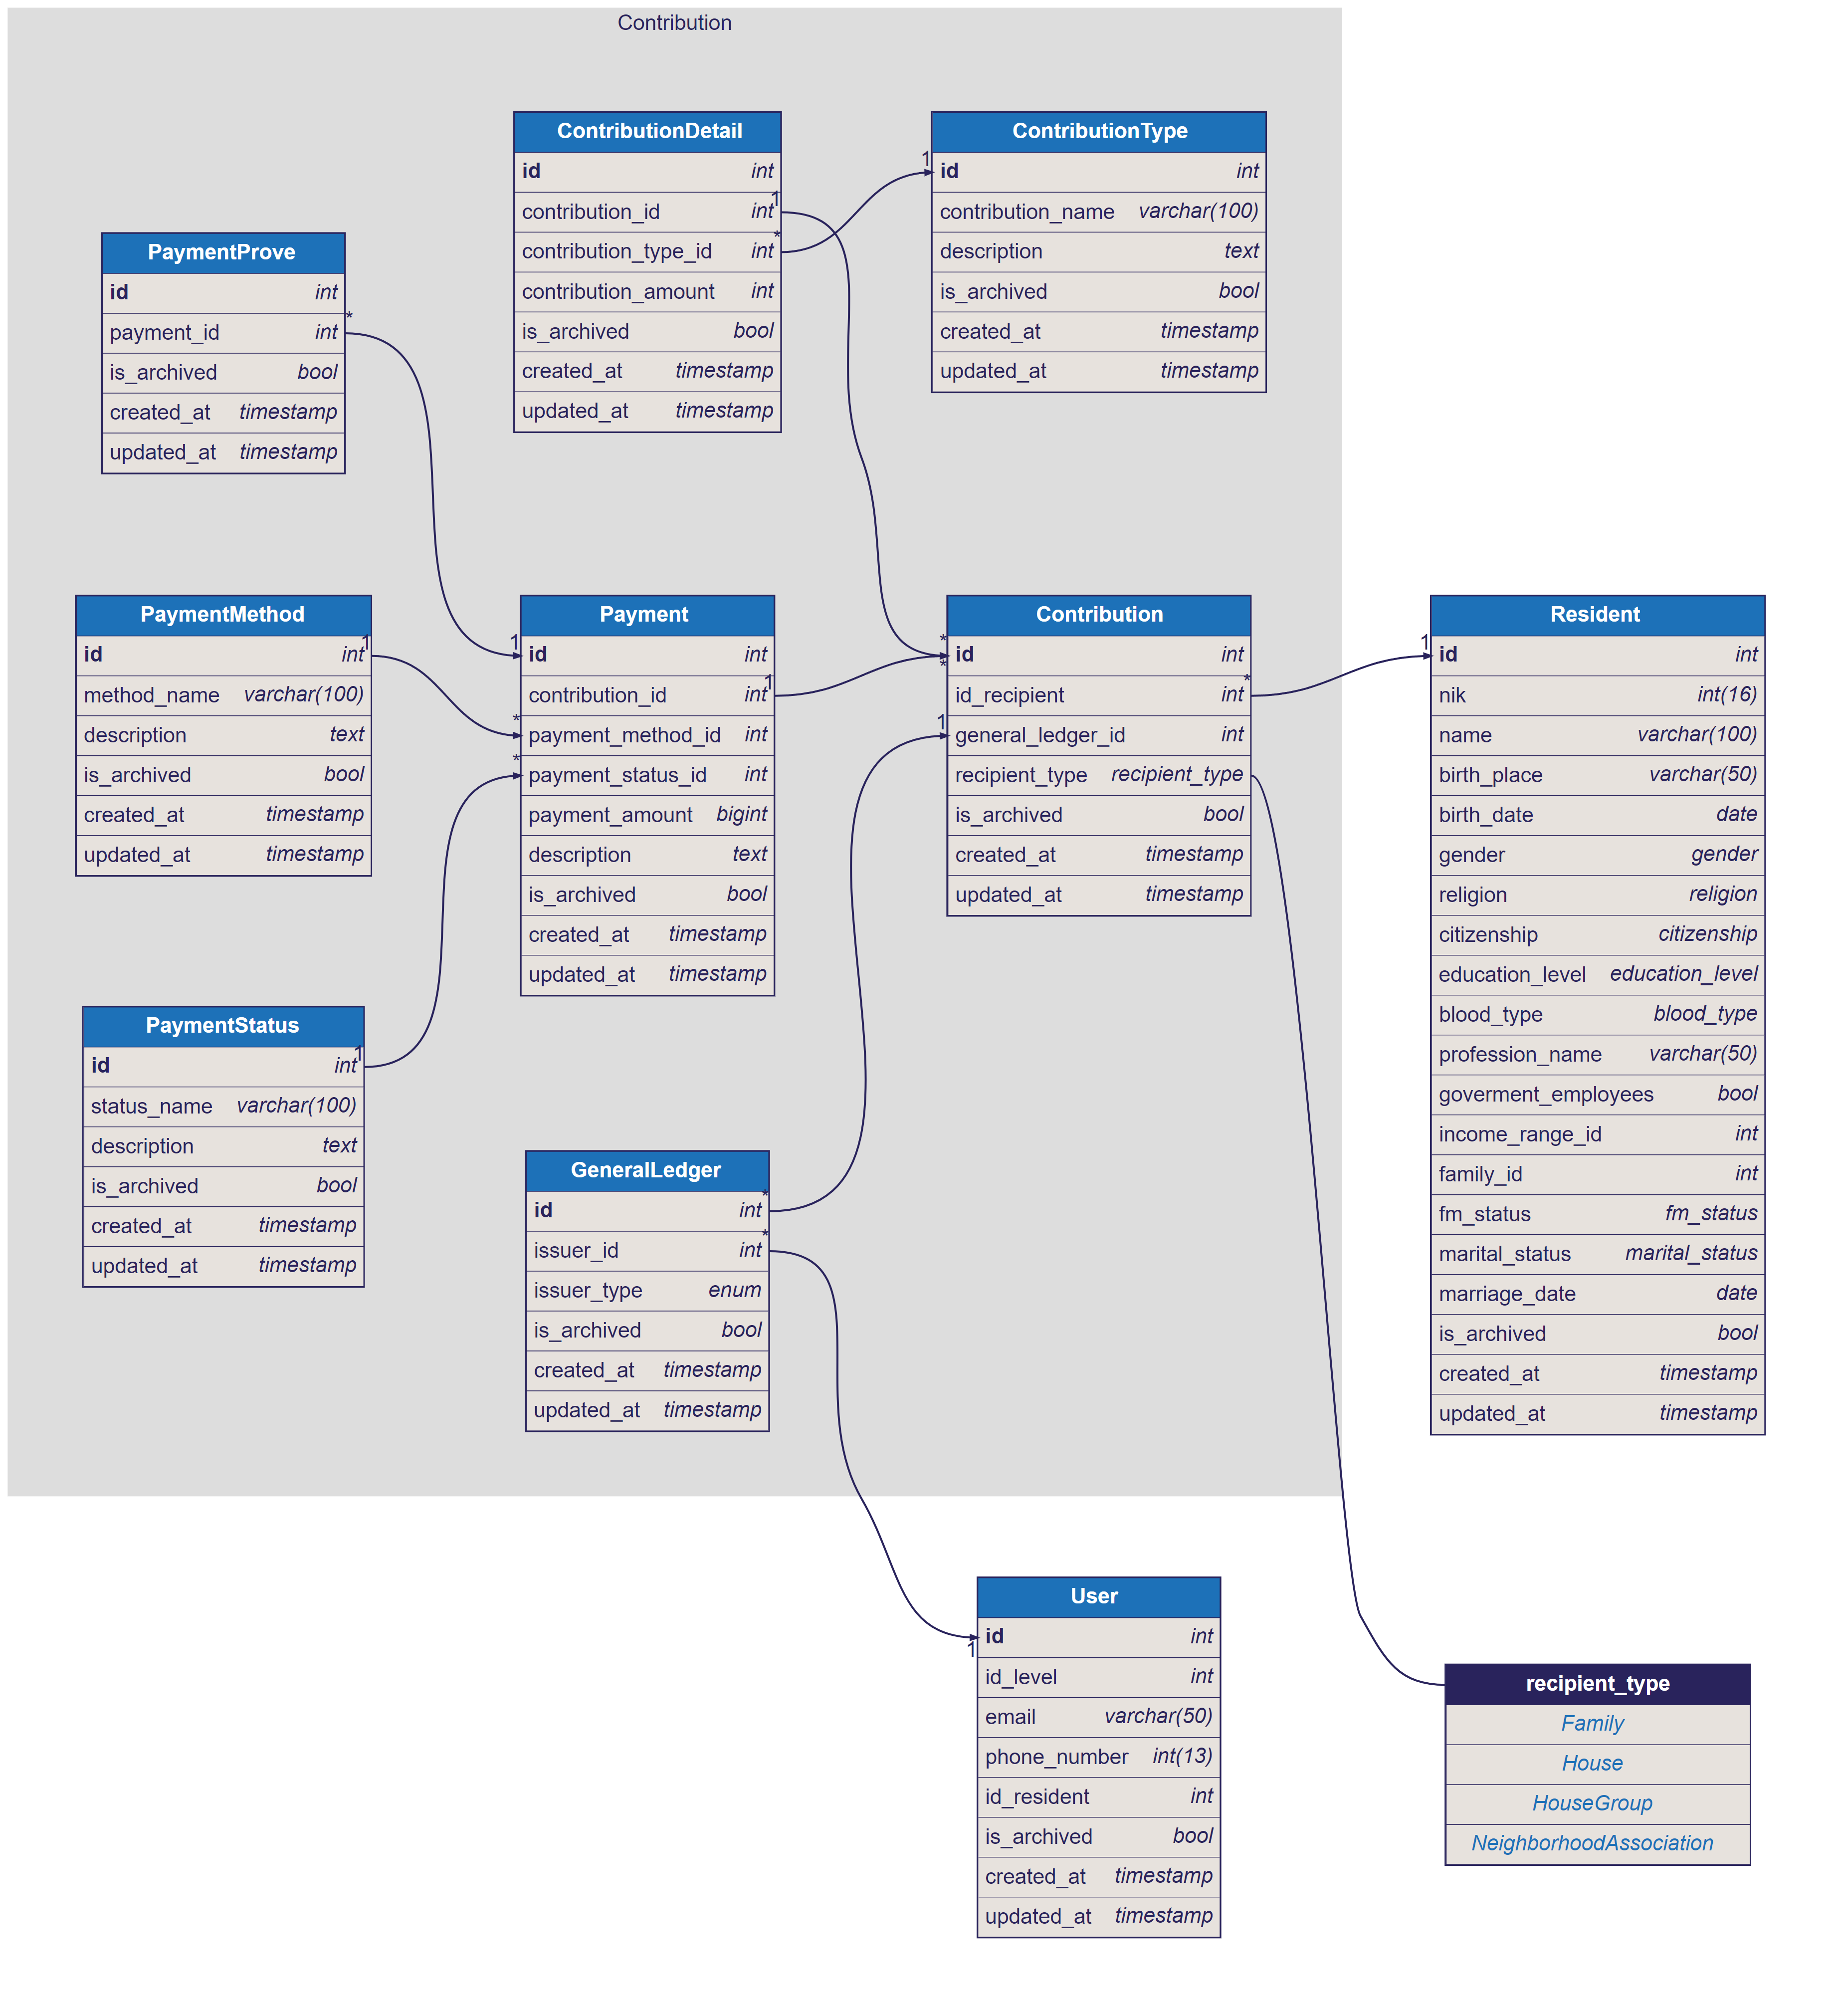 Contribution
ContributionDetail
id int
contribution_id int 1
contribution_type_id int *
contribution_amount int
is_archived bool
created_at timestamp
updated_at timestamp
ContributionType
1 id int
contribution_name varchar(100)
description text
is_archived bool
created_at timestamp
updated_at timestamp
PaymentProve
id int
payment_id int *
is_archived bool
created_at timestamp
updated_at timestamp
PaymentMethod
id int 1
method_name varchar(100)
description text
is_archived bool
created_at timestamp
updated_at timestamp
Payment
1 id int
contribution_id int 1
* payment_method_id int
* payment_status_id int
payment_amount bigint
description text
is_archived bool
created_at timestamp
updated_at timestamp
Contribution
* * id int
id_recipient int *
1 general_ledger_id int
recipient_type recipient_type
is_archived bool
created_at timestamp
updated_at timestamp
Resident
1 id int
nik int(16)
name varchar(100)
birth_place varchar(50)
birth_date date
gender gender
religion religion
citizenship citizenship
education_level education_level
blood_type blood_type
profession_name varchar(50)
goverment_employees bool
income_range_id int
family_id int
fm_status fm_status
marital_status marital_status
marriage_date date
is_archived bool
created_at timestamp
updated_at timestamp
PaymentStatus
id int 1
status_name varchar(100)
description text
is_archived bool
created_at timestamp
updated_at timestamp
GeneralLedger
id int *
issuer_id int *
issuer_type enum
is_archived bool
created_at timestamp
updated_at timestamp
User
1 id int
id_level int
email varchar(50)
phone_number int(13)
id_resident int
is_archived bool
created_at timestamp
updated_at timestamp
recipient_type
Family
House
HouseGroup
NeighborhoodAssociation